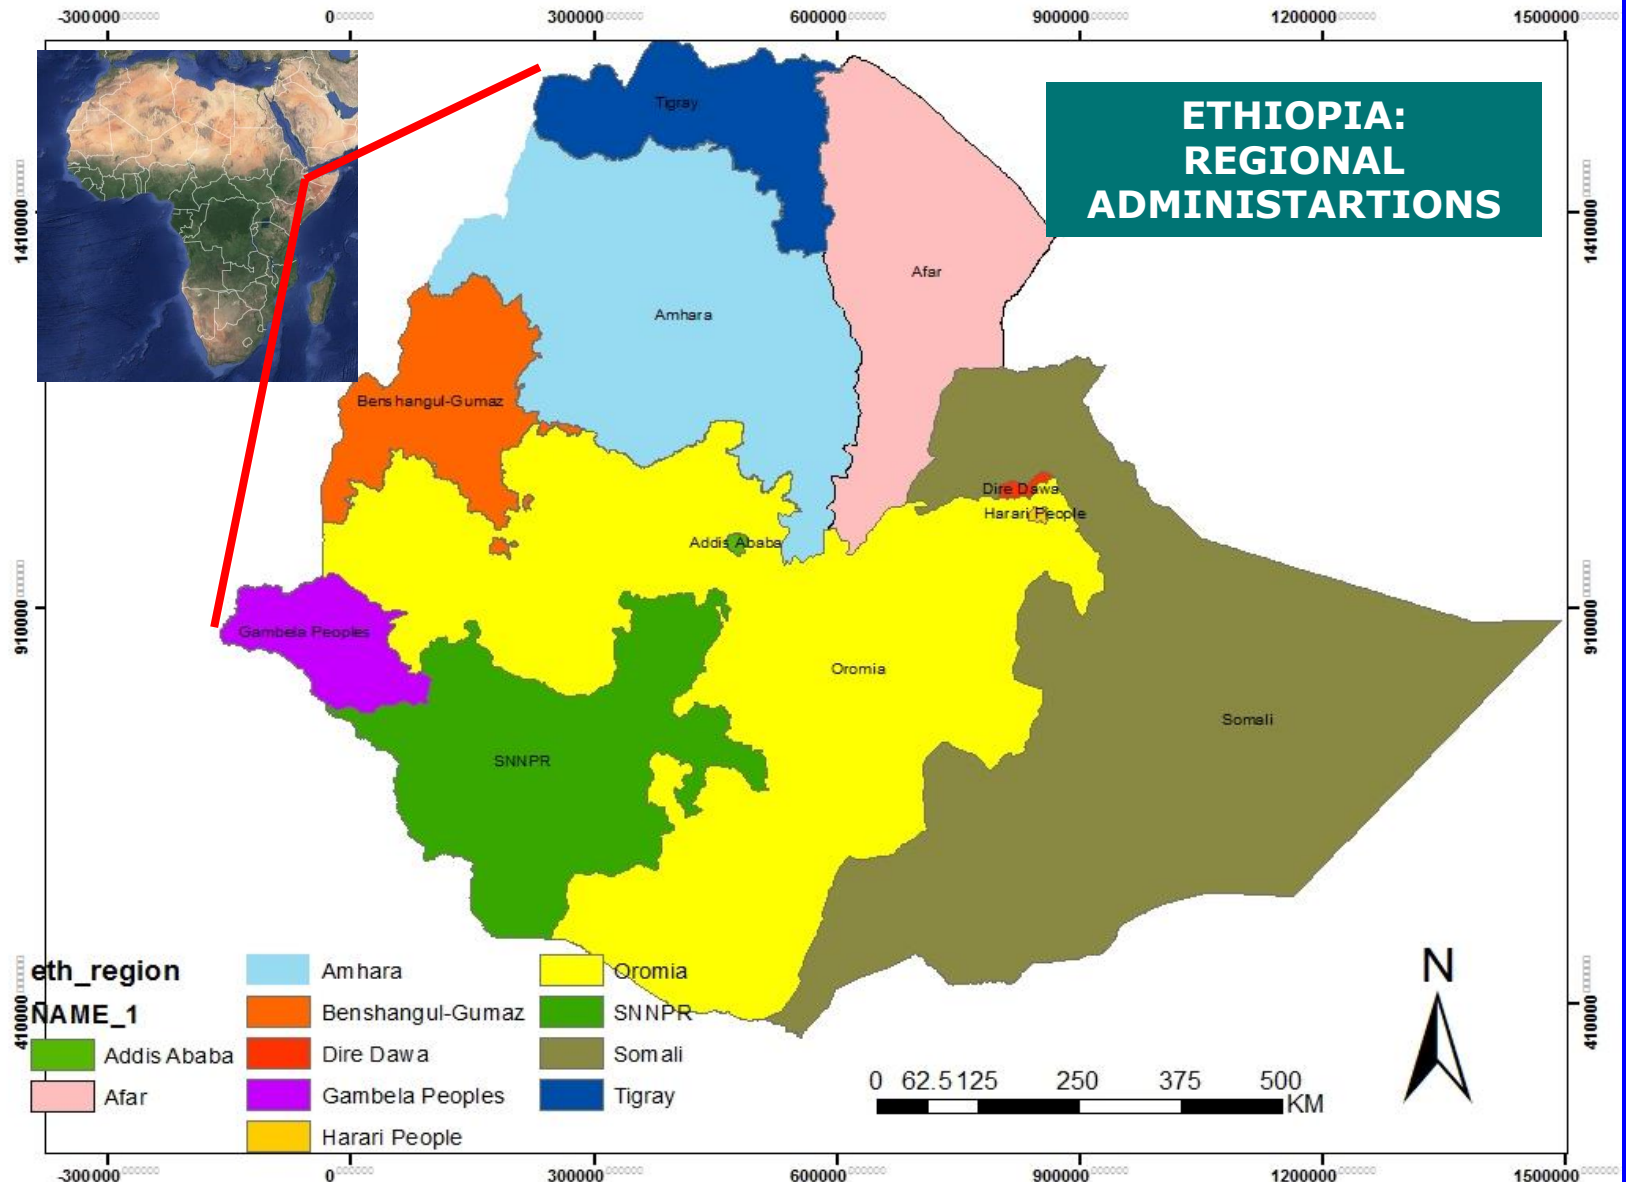 -300000 0 300000 600000 900000 1200000 1500000
ETHIOPIA:
REGIONAL
ADMINISTARTIONS
1410000
1410000
Tigray
Afar
Amhara
Benshangul-Gumaz
Dire Dawa
Harari People
Addis Ababa
910000
910000
Gambela Peoples
Oromia
Somali
SNNPR
eth_region
NAME_1
Addis Ababa
Afar
Amhara
Benshangul-Gumaz
Dire Dawa
Gambela Peoples
Harari People
Oromia
SNNPR
Somali
Tigray
410000
410000
N
0 62.5 125 250 375 500
KM
-300000 0 300000 600000 900000 1200000 1500000